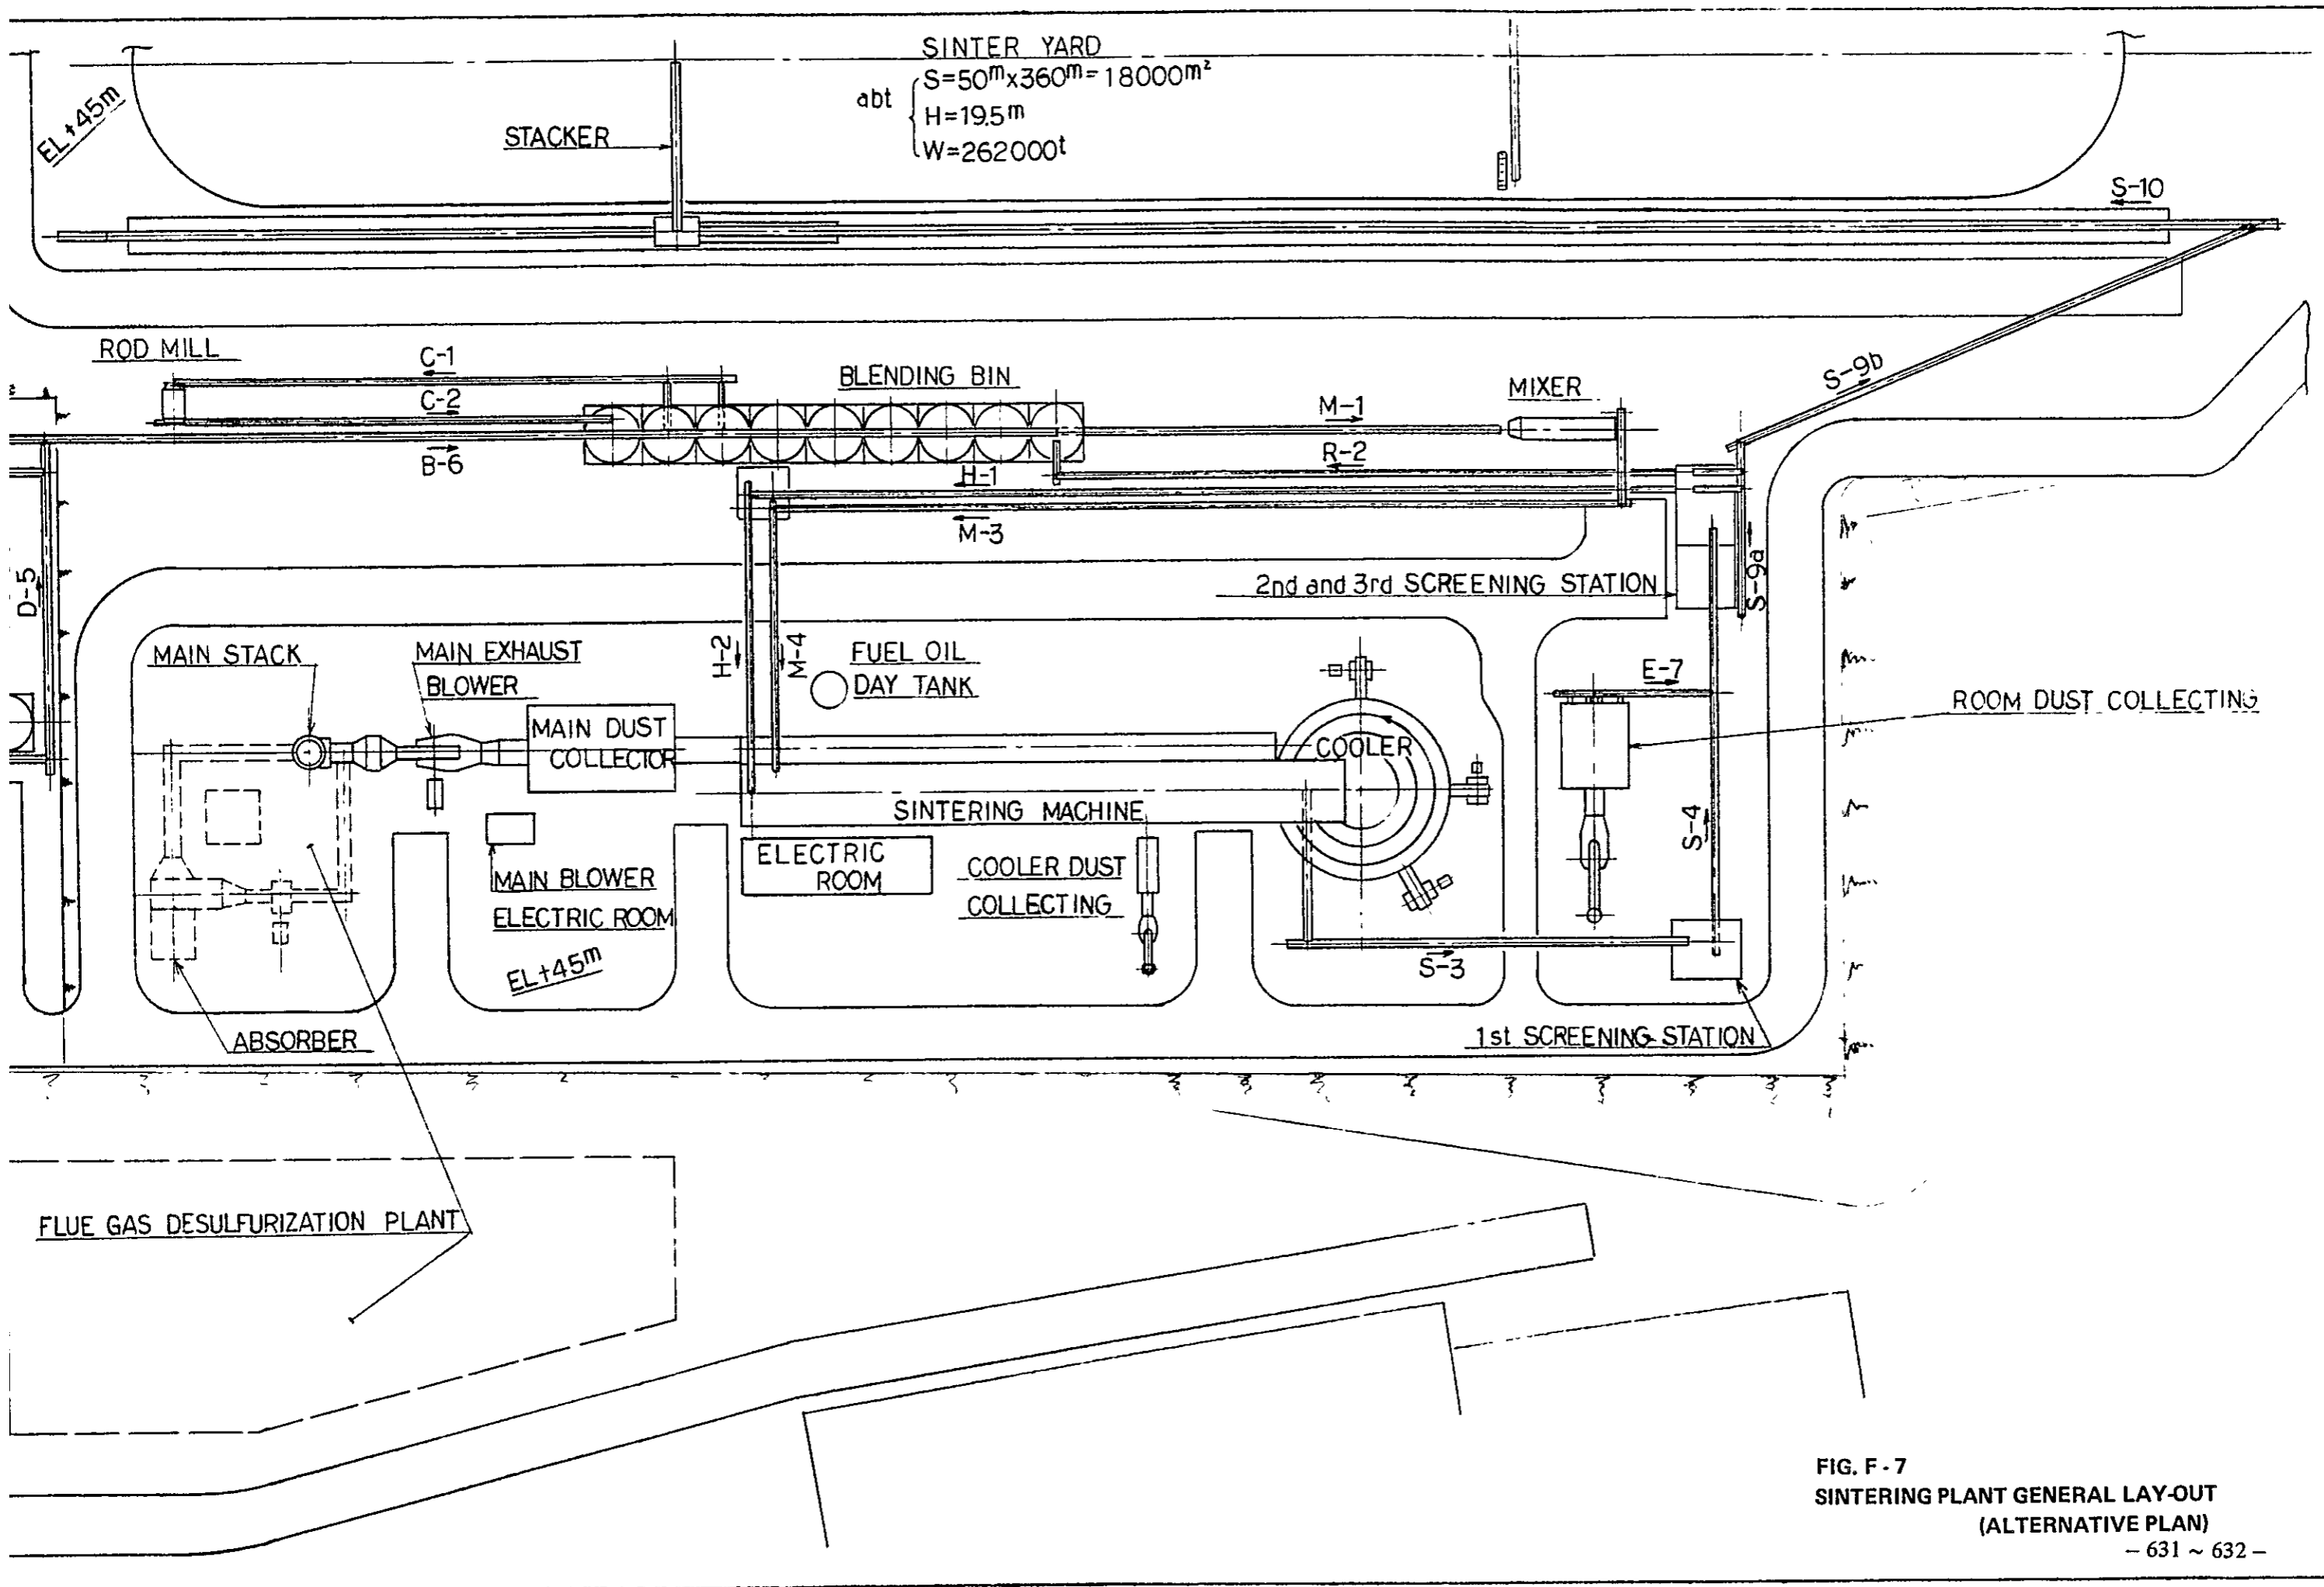 SINTER YARD
abt
S=50ᵐx360ᵐ=18000m²
H=19.5ᵐ
W=262000ᵗ
EL+45m
STACKER
S-10
ROD MILL
C-1
C-2
B-6
BLENDING BIN
M-1
MIXER
S-9b
R-2
H-1
M-3
D-5
2nd and 3rd SCREENING STATION
S-9a
MAIN STACK
MAIN EXHAUST
BLOWER
H-2
M-4
FUEL OIL
DAY TANK
E-7
ROOM DUST COLLECTING
MAIN DUST
COLLECTOR
COOLER
SINTERING MACHINE
S-4
ELECTRIC
ROOM
COOLER DUST
COLLECTING
MAIN BLOWER
ELECTRIC ROOM
EL+45ᵐ
S-3
ABSORBER
1st SCREENING STATION
FLUE GAS DESULFURIZATION PLANT
FIG. F - 7
SINTERING PLANT GENERAL LAY-OUT
(ALTERNATIVE PLAN)
– 631 ~ 632 –